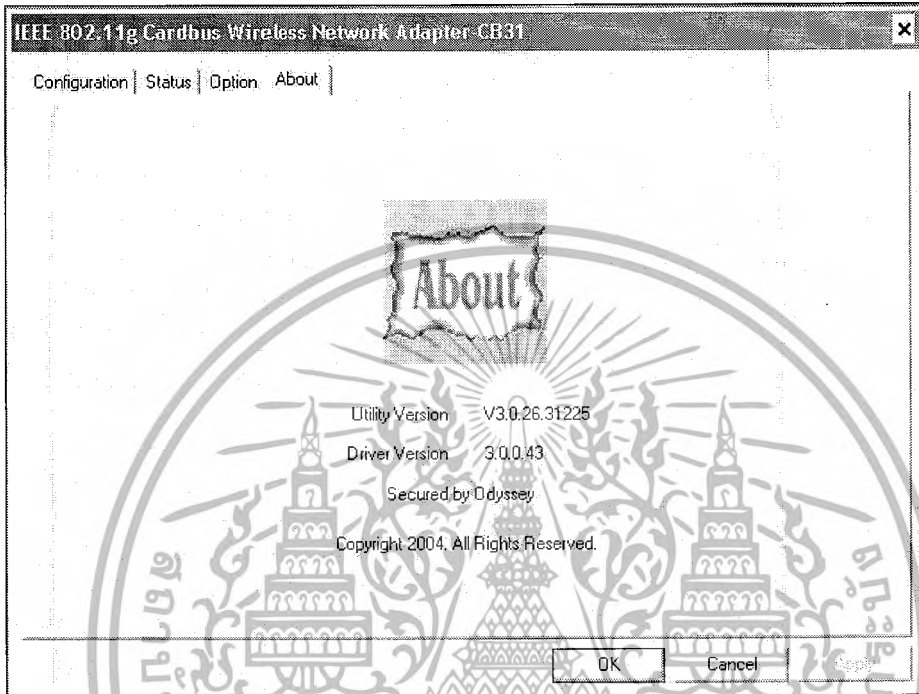 IEEE 802.11g Cardbus Wireless Network Adapter-CB31
Configuration Status Option About
About
Utility Version V3.0.26.31225
Driver Version 3.0.0.43
Secured by Odyssey
Copyright 2004. All Rights Reserved.
OK Cancel Apply